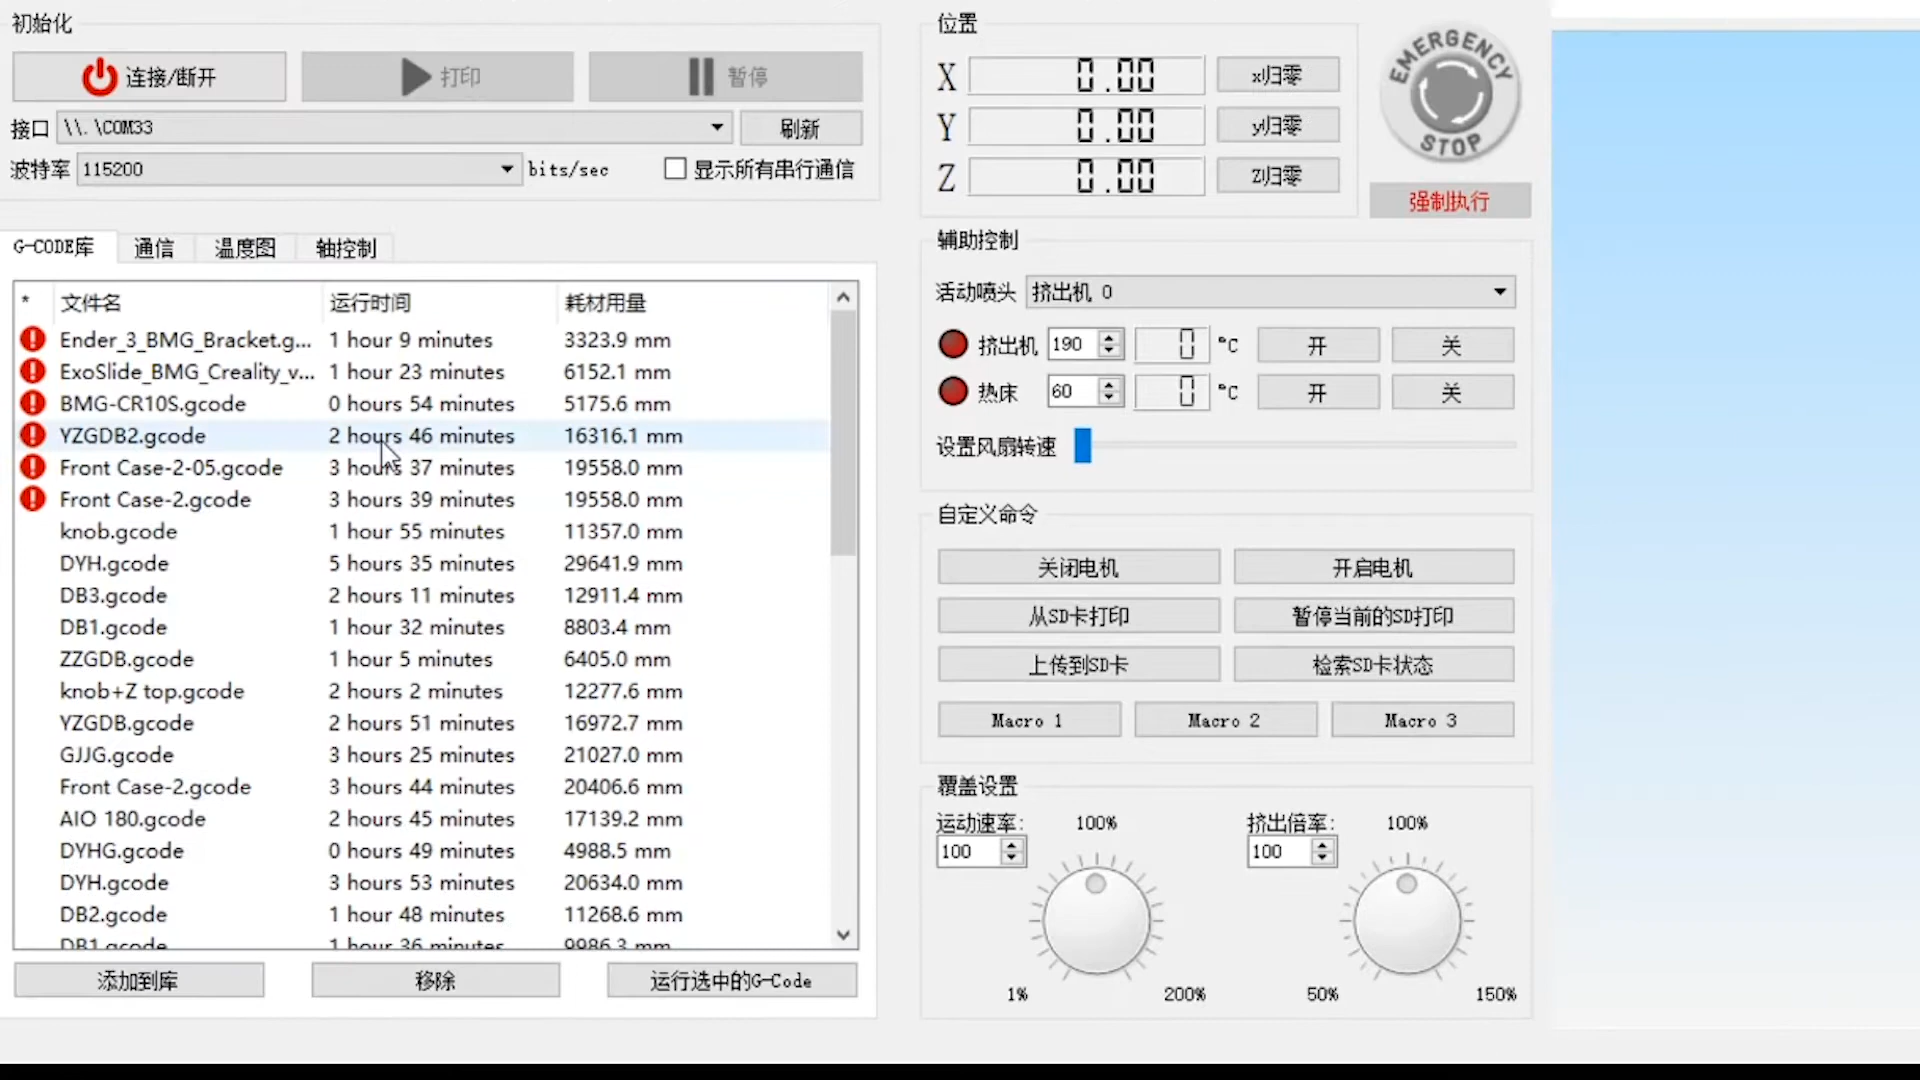 初始化
连接/断开 打印 暂停
接口 \\.\COM33 刷新
波特率 115200 bits/sec 显示所有串行通信
G-CODE库 通信 温度图 轴控制
* 文件名 运行时间 耗材用量
Ender_3_BMG_Bracket.g... 1 hour 9 minutes 3323.9 mm
ExoSlide_BMG_Creality_v... 1 hour 23 minutes 6152.1 mm
BMG-CR10S.gcode 0 hours 54 minutes 5175.6 mm
YZGDB2.gcode 2 hours 46 minutes 16316.1 mm
Front Case-2-05.gcode 3 hours 37 minutes 19558.0 mm
Front Case-2.gcode 3 hours 39 minutes 19558.0 mm
knob.gcode 1 hour 55 minutes 11357.0 mm
DYH.gcode 5 hours 35 minutes 29641.9 mm
DB3.gcode 2 hours 11 minutes 12911.4 mm
DB1.gcode 1 hour 32 minutes 8803.4 mm
ZZGDB.gcode 1 hour 5 minutes 6405.0 mm
knob+Z top.gcode 2 hours 2 minutes 12277.6 mm
YZGDB.gcode 2 hours 51 minutes 16972.7 mm
GJJG.gcode 3 hours 25 minutes 21027.0 mm
Front Case-2.gcode 3 hours 44 minutes 20406.6 mm
AIO 180.gcode 2 hours 45 minutes 17139.2 mm
DYHG.gcode 0 hours 49 minutes 4988.5 mm
DYH.gcode 3 hours 53 minutes 20634.0 mm
DB2.gcode 1 hour 48 minutes 11268.6 mm
DB1.gcode 1 hour 36 minutes 9986.3 mm
添加到库 移除 运行选中的G-Code
位置
X 0.00 x归零
Y 0.00 y归零
Z 0.00 Z归零
EMERGENCY
STOP
强制执行
辅助控制
活动喷头 挤出机 0
挤出机 190 0 °C 开 关
热床 60 0 °C 开 关
设置风扇转速
自定义命令
关闭电机 开启电机
从SD卡打印 暂停当前的SD打印
上传到SD卡 检索SD卡状态
Macro 1 Macro 2 Macro 3
覆盖设置
运动速率: 100% 挤出倍率: 100%
100 100
1% 200% 50% 150%